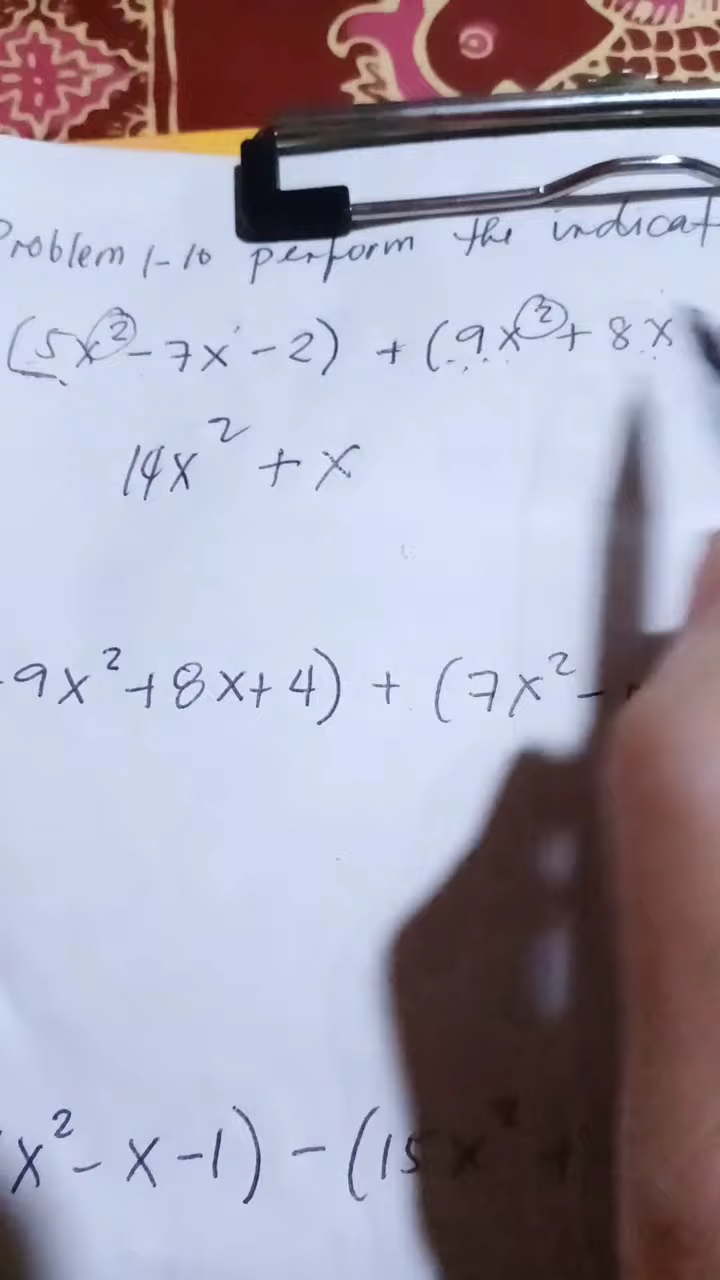 Problem 1-10 perform the indicat
(5x² - 7x - 2) + (9x² + 8x
14x² + x
9x² + 8x + 4) + (7x² -
x² - x - 1) - (15x² +